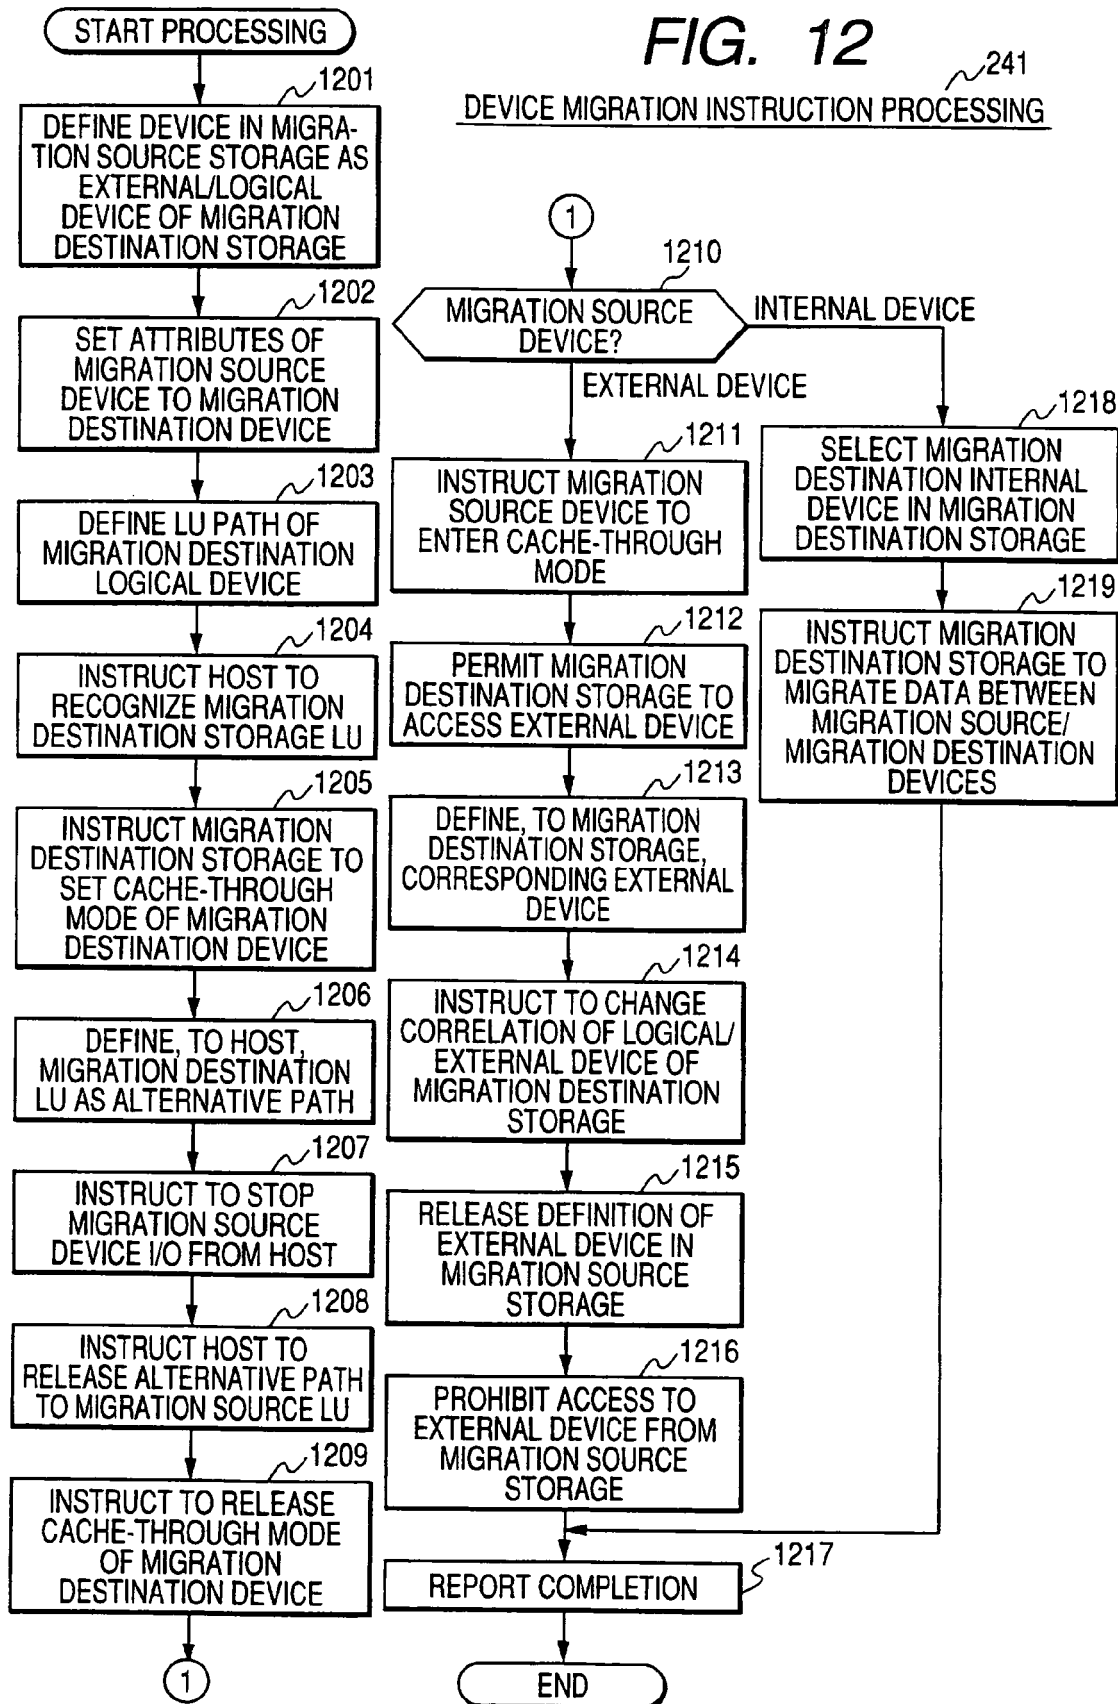 FIG. 12
241
DEVICE MIGRATION INSTRUCTION PROCESSING
START PROCESSING
1201
DEFINE DEVICE IN MIGRA-
TION SOURCE STORAGE AS
EXTERNAL/LOGICAL
DEVICE OF MIGRATION
DESTINATION STORAGE
1202
SET ATTRIBUTES OF
MIGRATION SOURCE
DEVICE TO MIGRATION
DESTINATION DEVICE
1203
DEFINE LU PATH OF
MIGRATION DESTINATION
LOGICAL DEVICE
1204
INSTRUCT HOST TO
RECOGNIZE MIGRATION
DESTINATION STORAGE LU
1205
INSTRUCT MIGRATION
DESTINATION STORAGE TO
SET CACHE-THROUGH
MODE OF MIGRATION
DESTINATION DEVICE
1206
DEFINE, TO HOST,
MIGRATION DESTINATION
LU AS ALTERNATIVE PATH
1207
INSTRUCT TO STOP
MIGRATION SOURCE
DEVICE I/O FROM HOST
1208
INSTRUCT HOST TO
RELEASE ALTERNATIVE PATH
TO MIGRATION SOURCE LU
1209
INSTRUCT TO RELEASE
CACHE-THROUGH MODE
OF MIGRATION
DESTINATION DEVICE
1
1
1210
MIGRATION SOURCE
DEVICE?
INTERNAL DEVICE
EXTERNAL DEVICE
1211
INSTRUCT MIGRATION
SOURCE DEVICE TO
ENTER CACHE-THROUGH
MODE
1212
PERMIT MIGRATION
DESTINATION STORAGE TO
ACCESS EXTERNAL DEVICE
1213
DEFINE, TO MIGRATION
DESTINATION STORAGE,
CORRESPONDING EXTERNAL
DEVICE
1214
INSTRUCT TO CHANGE
CORRELATION OF LOGICAL/
EXTERNAL DEVICE OF
MIGRATION DESTINATION
STORAGE
1215
RELEASE DEFINITION OF
EXTERNAL DEVICE IN
MIGRATION SOURCE
STORAGE
1216
PROHIBIT ACCESS TO
EXTERNAL DEVICE FROM
MIGRATION SOURCE
STORAGE
1217
REPORT COMPLETION
END
1218
SELECT MIGRATION
DESTINATION INTERNAL
DEVICE IN MIGRATION
DESTINATION STORAGE
1219
INSTRUCT MIGRATION
DESTINATION STORAGE TO
MIGRATE DATA BETWEEN
MIGRATION SOURCE/
MIGRATION DESTINATION
DEVICES